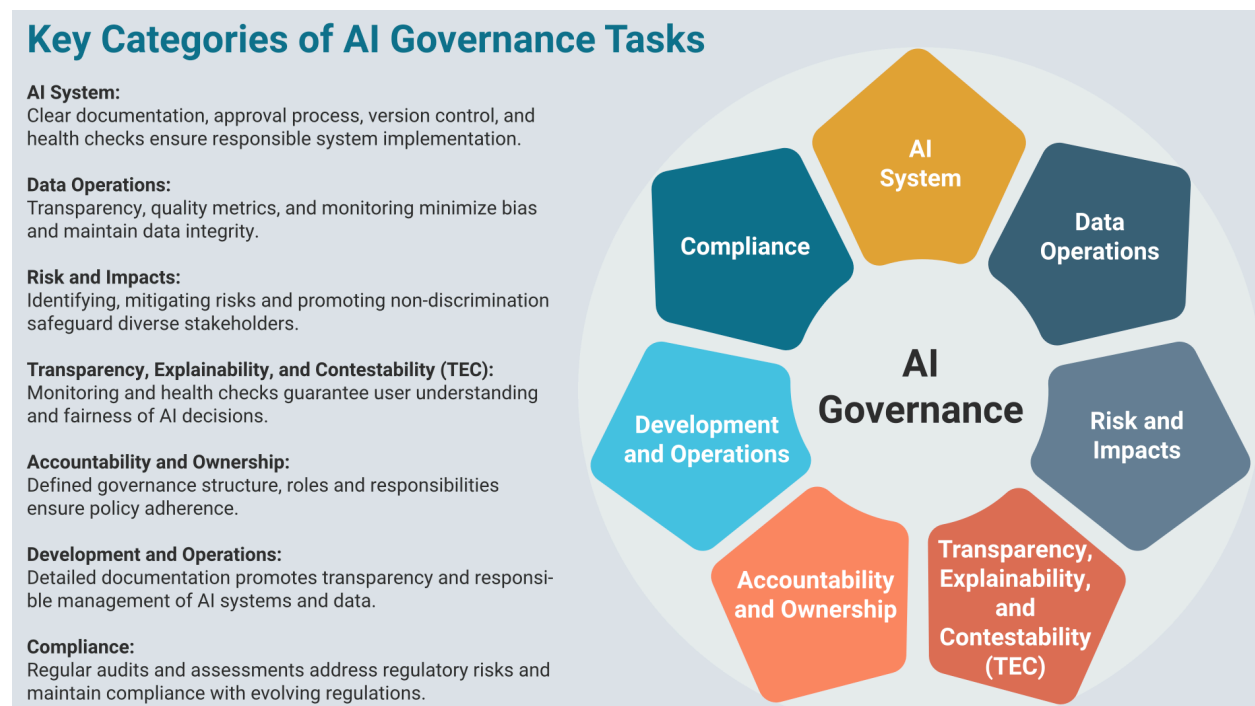 Key Categories of AI Governance Tasks
AI System:
Clear documentation, approval process, version control, and
health checks ensure responsible system implementation.
Data Operations:
Transparency, quality metrics, and monitoring minimize bias
and maintain data integrity.
Risk and Impacts:
Identifying, mitigating risks and promoting non-discrimination
safeguard diverse stakeholders.
Transparency, Explainability, and Contestability (TEC):
Monitoring and health checks guarantee user understanding
and fairness of AI decisions.
Accountability and Ownership:
Defined governance structure, roles and responsibilities
ensure policy adherence.
Development and Operations:
Detailed documentation promotes transparency and responsi-
ble management of AI systems and data.
Compliance:
Regular audits and assessments address regulatory risks and
maintain compliance with evolving regulations.
AI
System
Data
Operations
Risk and
Impacts
Transparency,
Explainability,
and
Contestability
(TEC)
Accountability
and Ownership
Development
and Operations
Compliance
AI
Governance